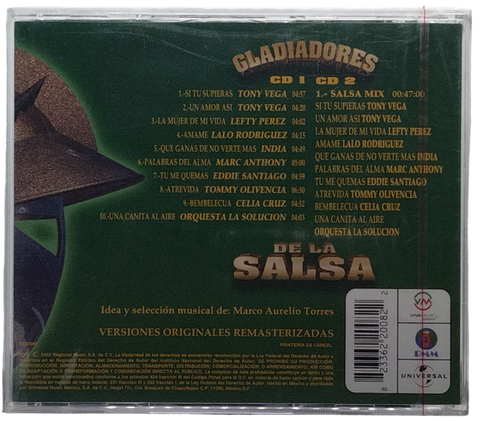 GLADIADORES
CD 1 CD 2
1.-SI TU SUPIERAS TONY VEGA 04:57
2.-UN AMOR ASI TONY VEGA 04:20
3.-LA MUJER DE MI VIDA LEFTY PEREZ 04:02
4.-AMAME LALO RODRIGUEZ 04:15
5.-QUE GANAS DE NO VERTE MAS INDIA 04:49
6.-PALABRAS DEL ALMA MARC ANTHONY 05:00
7.-TU ME QUEMAS EDDIE SANTIAGO 04:59
8.-ATREVIDA TOMMY OLIVENCIA 06:30
9.-BEMBELECUA CELIA CRUZ 04:52
10.-UNA CANITA AL AIRE ORQUESTA LA SOLUCION 04:03
1.- SALSA MIX 00:47:00
SI TU SUPIERAS TONY VEGA
UN AMOR ASI TONY VEGA
LA MUJER DE MI VIDA LEFTY PEREZ
AMAME LALO RODRIGUEZ
QUE GANAS DE NO VERTE MAS INDIA
PALABRAS DEL ALMA MARC ANTHONY
TU ME QUEMAS EDDIE SANTIAGO
ATREVIDA TOMMY OLIVENCIA
BEMBELECUA CELIA CRUZ
UNA CANITA AL AIRE
ORQUESTA LA SOLUCION
DE LA
SALSA
Idea y selección musical de: Marco Aurelio Torres
VERSIONES ORIGINALES REMASTERIZADAS
PIRATERIA ES CARCEL
VM
RMM
UNIVERSAL